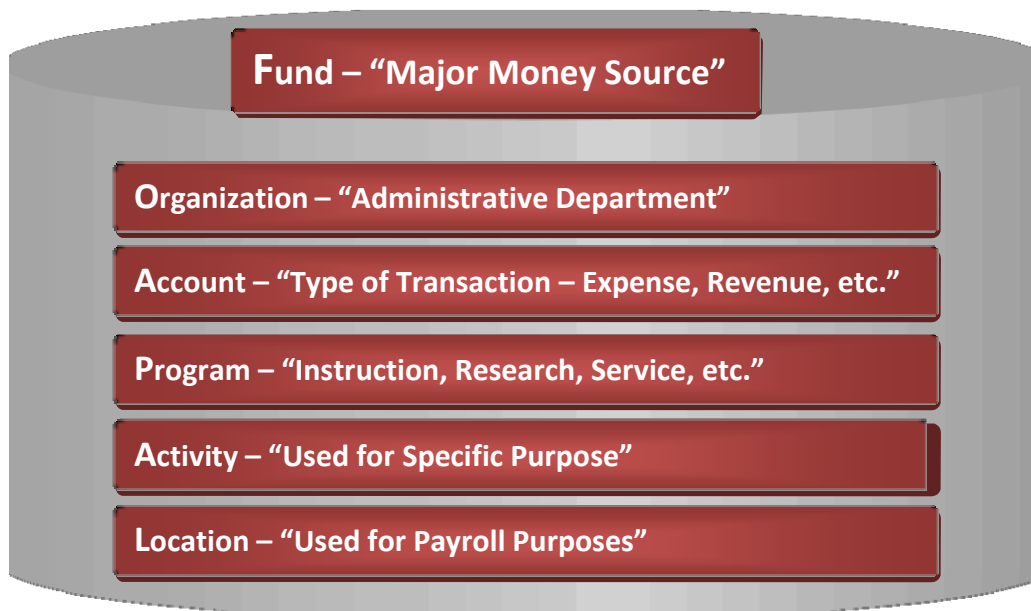 Fund – “Major Money Source”
Organization – “Administrative Department”
Account – “Type of Transaction – Expense, Revenue, etc.”
Program – “Instruction, Research, Service, etc.”
Activity – “Used for Specific Purpose”
Location – “Used for Payroll Purposes”